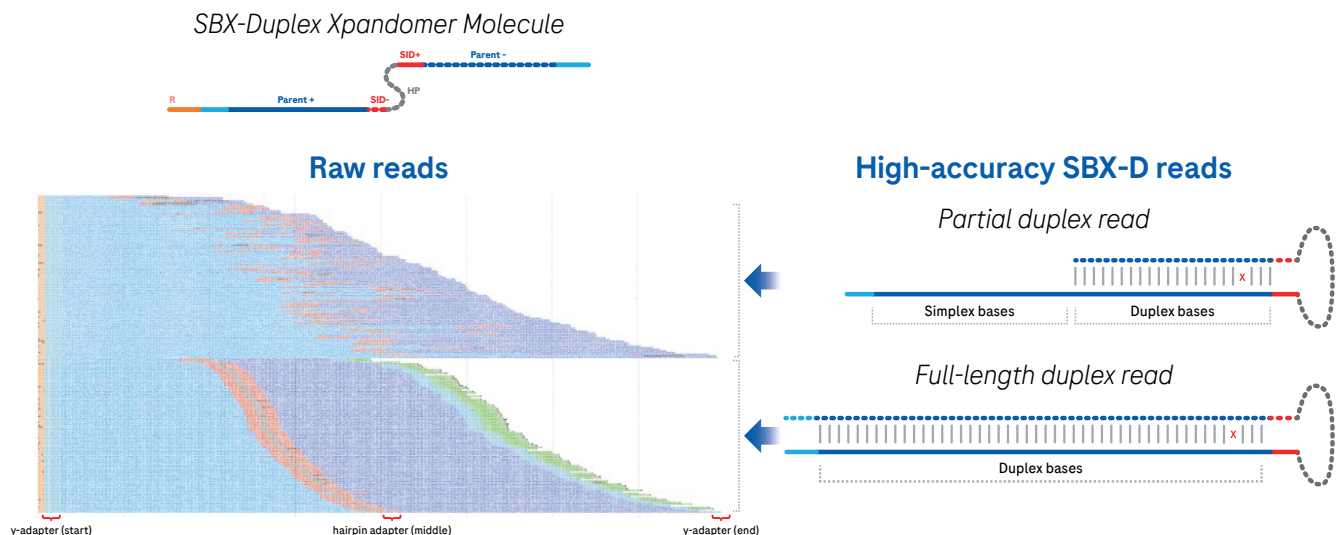 SBX-Duplex Xpandomer Molecule
SID+
Parent -
HP
R
Parent +
SID-
Raw reads
High-accuracy SBX-D reads
Partial duplex read
x
Simplex bases
Duplex bases
Full-length duplex read
x
Duplex bases
y-adapter (start)
hairpin adapter (middle)
y-adapter (end)